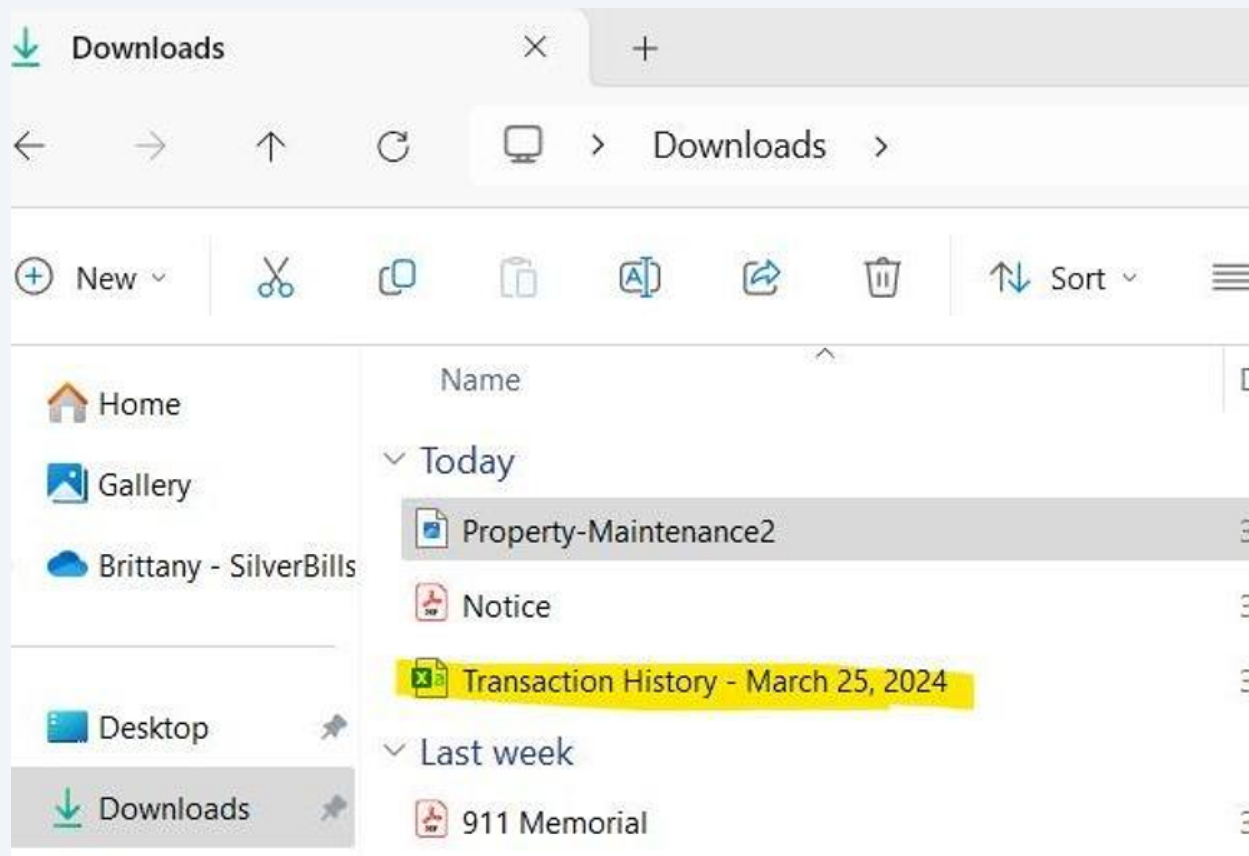 Downloads
Downloads
New
Sort
Name
Home
Today
Gallery
Property-Maintenance2
Brittany - SilverBills
Notice
Transaction History - March 25, 2024
Desktop
Last week
Downloads
911 Memorial